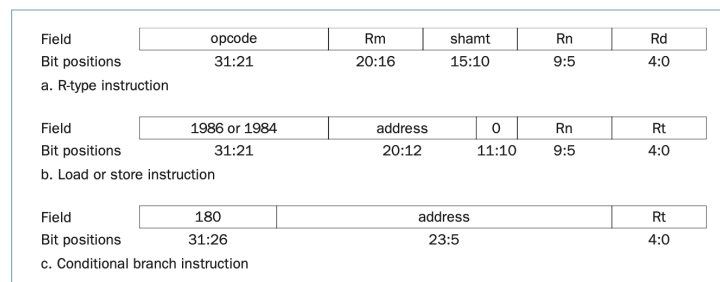 Field opcode Rm shamt Rn Rd
Bit positions 31:21 20:16 15:10 9:5 4:0
a. R-type instruction
Field 1986 or 1984 address 0 Rn Rt
Bit positions 31:21 20:12 11:10 9:5 4:0
b. Load or store instruction
Field 180 address Rt
Bit positions 31:26 23:5 4:0
c. Conditional branch instruction